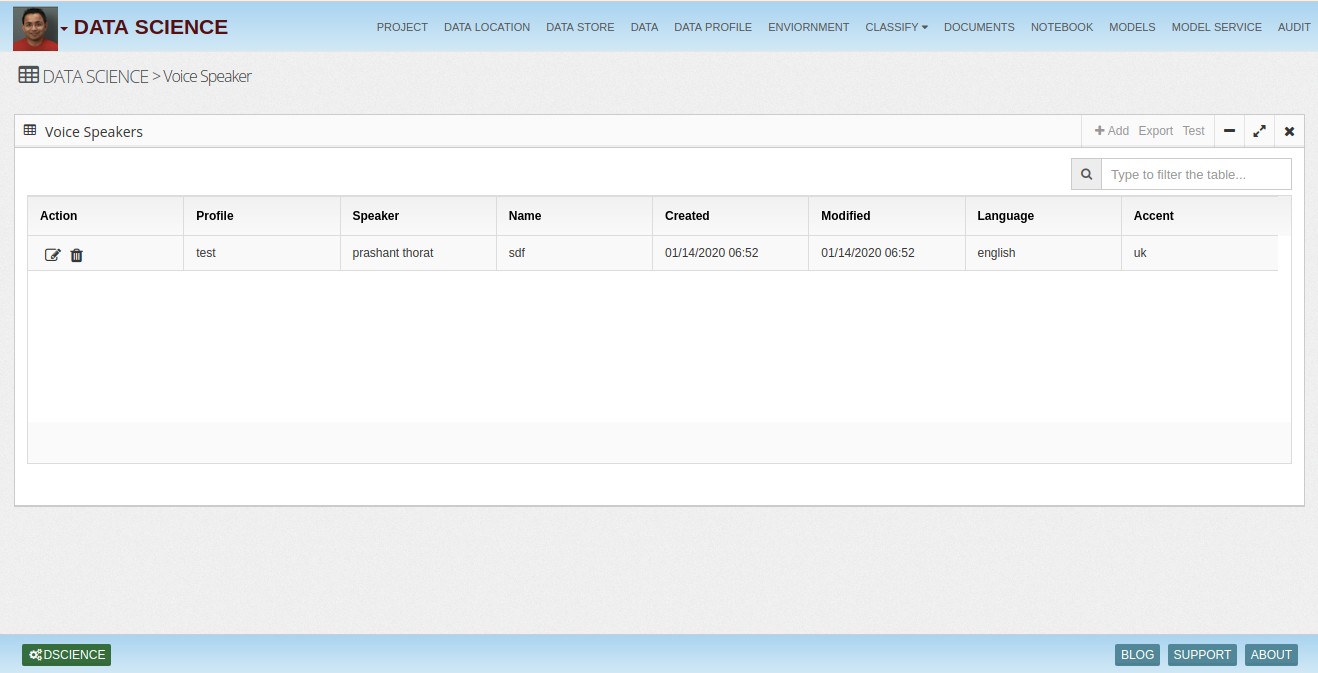 DATA SCIENCE PROJECT DATA LOCATION DATA STORE DATA DATA PROFILE ENVIORNMENT CLASSIFY DOCUMENTS NOTEBOOK MODELS MODEL SERVICE AUDIT
DATA SCIENCE > Voice Speaker
Voice Speakers Add Export Test
Type to filter the table...
Action Profile Speaker Name Created Modified Language Accent
test prashant thorat sdf 01/14/2020 06:52 01/14/2020 06:52 english uk
DSCIENCE BLOG SUPPORT ABOUT